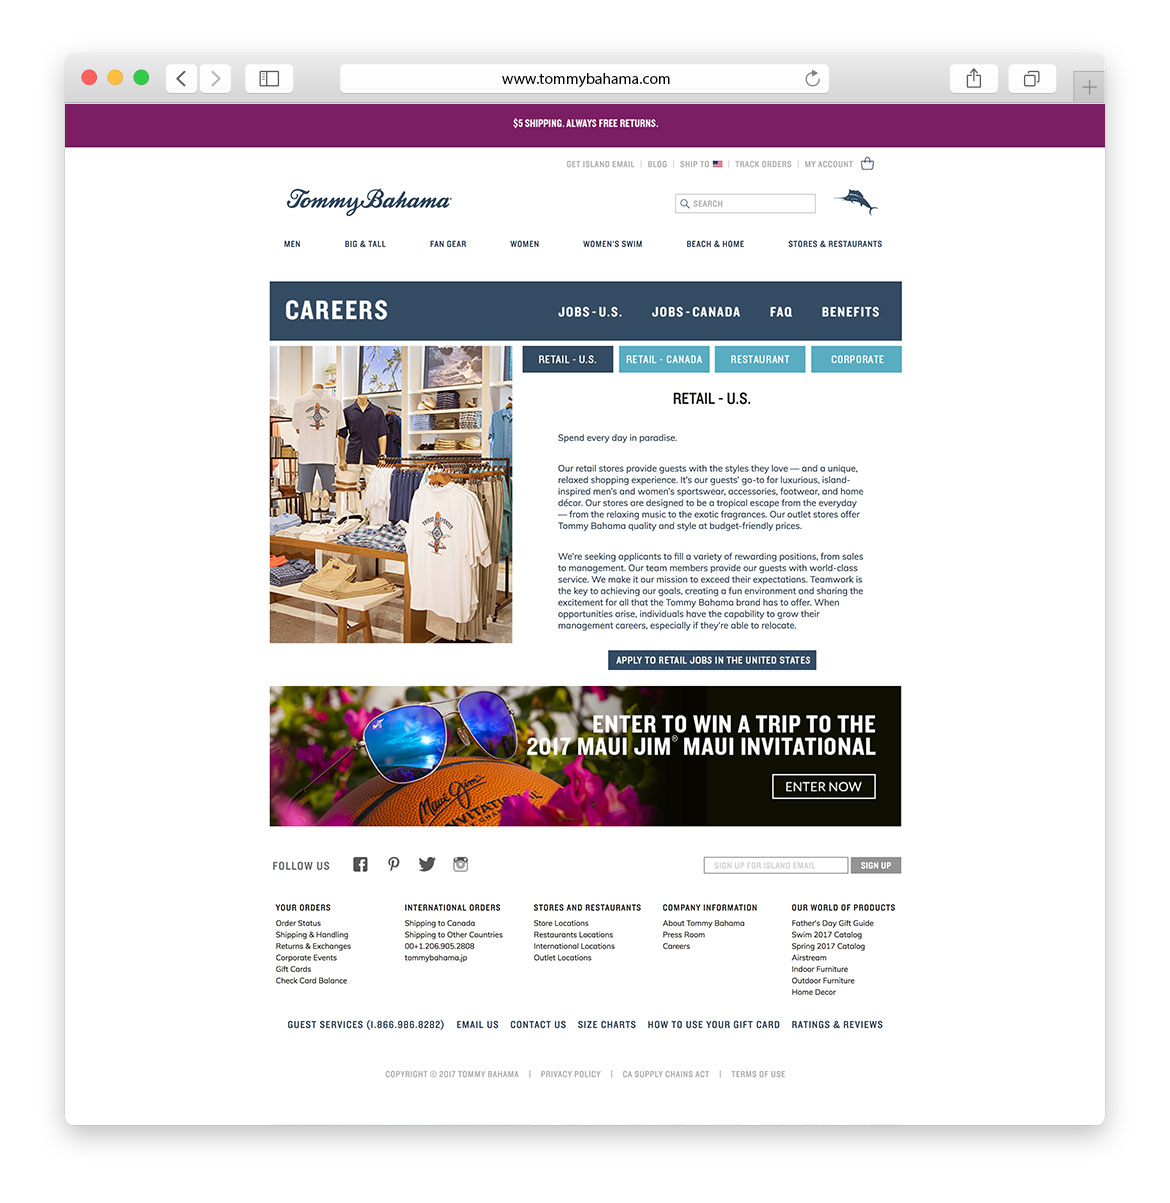 www.tommybahama.com
$5 SHIPPING. ALWAYS FREE RETURNS.
GET ISLAND EMAIL | BLOG | SHIP TO | TRACK ORDERS | MY ACCOUNT
Tommy Bahama
SEARCH
MEN BIG & TALL FAN GEAR WOMEN WOMEN'S SWIM BEACH & HOME STORES & RESTAURANTS
CAREERS JOBS - U.S. JOBS - CANADA FAQ BENEFITS
RETAIL - U.S. RETAIL - CANADA RESTAURANT CORPORATE
RETAIL - U.S.
Spend every day in paradise.
Our retail stores provide guests with the styles they love — and a unique,
relaxed shopping experience. It's our guests' go-to for luxurious, island-
inspired men's and women's sportswear, accessories, footwear, and home
décor. Our stores are designed to be a tropical escape from the everyday
— from the relaxing music to the exotic fragrances. Our outlet stores offer
Tommy Bahama quality and style at budget-friendly prices.
We're seeking applicants to fill a variety of rewarding positions, from sales
to management. Our team members provide our guests with world-class
service. We make it our mission to exceed their expectations. Teamwork is
the key to achieving our goals, creating a fun environment and sharing the
excitement for all that the Tommy Bahama brand has to offer. When
opportunities arise, individuals have the capability to grow their
management careers, especially if they're able to relocate.
APPLY TO RETAIL JOBS IN THE UNITED STATES
ENTER TO WIN A TRIP TO THE
2017 MAUI JIM® MAUI INVITATIONAL
ENTER NOW
Maui Jim
FOLLOW US
SIGN UP FOR ISLAND EMAIL SIGN UP
YOUR ORDERS
Order Status
Shipping & Handling
Returns & Exchanges
Corporate Events
Gift Cards
Check Card Balance
INTERNATIONAL ORDERS
Shipping to Canada
Shipping to Other Countries
00+1.206.905.2808
tommybahama.jp
STORES AND RESTAURANTS
Store Locations
Restaurants Locations
International Locations
Outlet Locations
COMPANY INFORMATION
About Tommy Bahama
Press Room
Careers
OUR WORLD OF PRODUCTS
Father's Day Gift Guide
Swim 2017 Catalog
Spring 2017 Catalog
Airstream
Indoor Furniture
Outdoor Furniture
Home Decor
GUEST SERVICES (1.866.986.8282) EMAIL US CONTACT US SIZE CHARTS HOW TO USE YOUR GIFT CARD RATINGS & REVIEWS
COPYRIGHT © 2017 TOMMY BAHAMA | PRIVACY POLICY | CA SUPPLY CHAINS ACT | TERMS OF USE